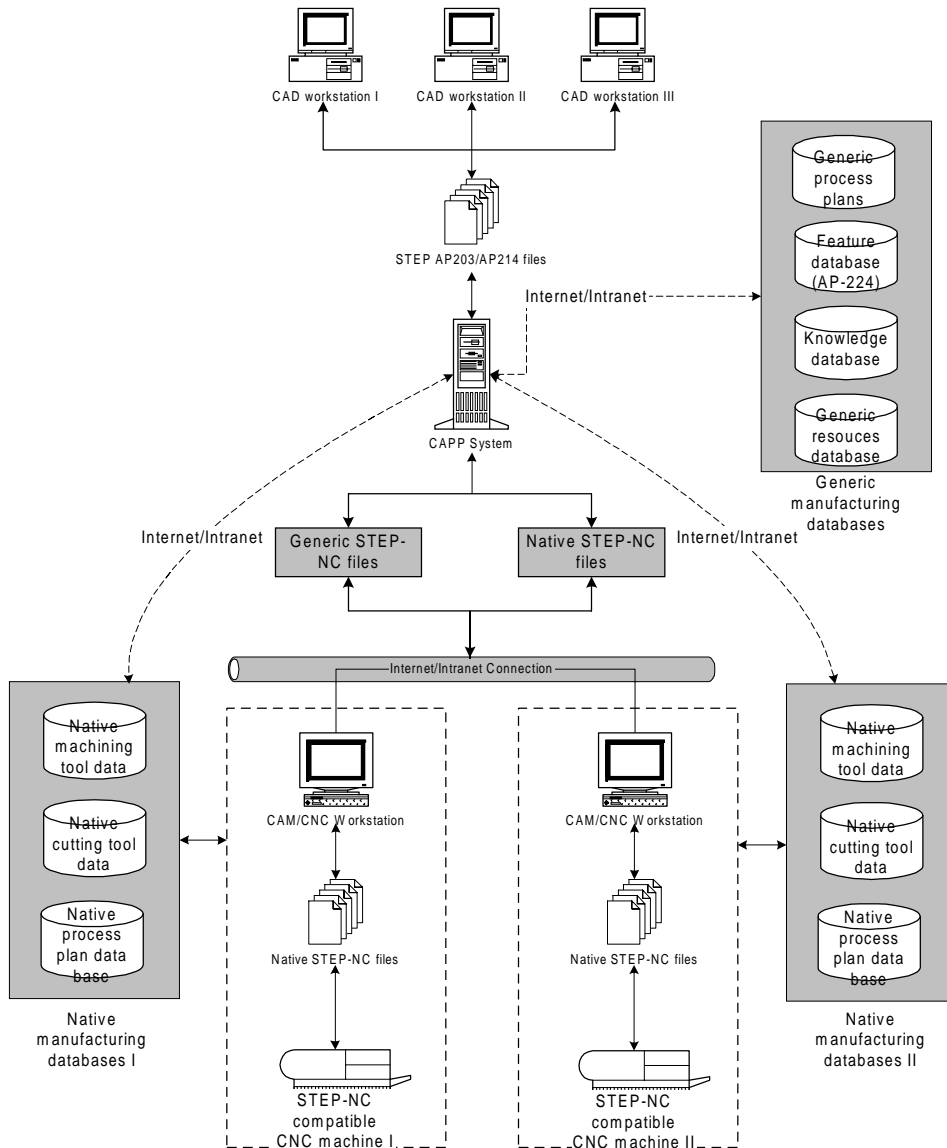 CAD workstation I
CAD workstation II
CAD workstation III
Generic
process
plans
Feature
database
(AP-224)
Knowledge
database
Generic
resouces
database
Generic
manufacturing
databases
STEP AP203/AP214 files
Internet/Intranet
CAPP System
Internet/Intranet
Internet/Intranet
Generic STEP-
NC files
Native STEP-NC
files
Internet/Intranet Connection
Native
machining
tool data
Native
cutting tool
data
Native
process
plan data
base
Native
manufacturing
databases I
CAM/CNC Workstation
Native STEP-NC files
STEP-NC
compatible
CNC machine I
CAM/CNC Workstation
Native STEP-NC files
STEP-NC
compatible
CNC machine II
Native
machining
tool data
Native
cutting tool
data
Native
process
plan data
base
Native
manufacturing
databases II